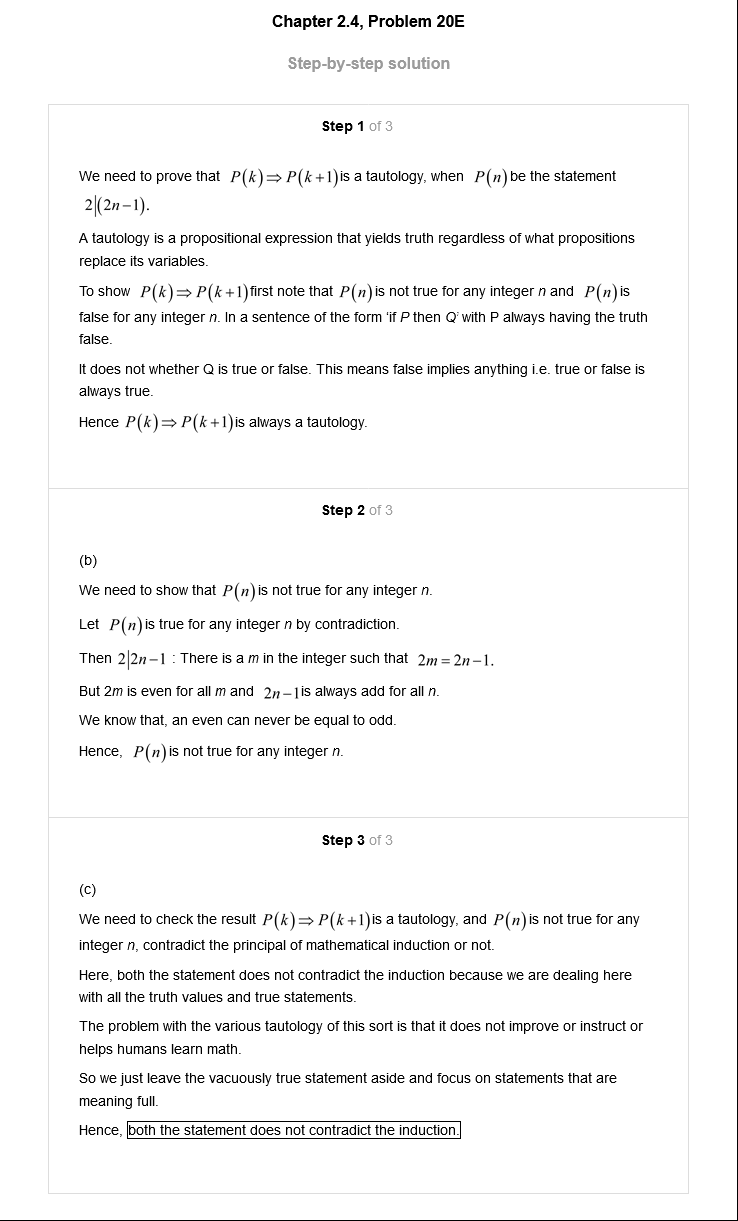 Chapter 2.4, Problem 20E
Step-by-step solution
Step 1 of 3
We need to prove that P(k)⇒P(k+1)is a tautology, when P(n)be the statement
2|(2n−1).
A tautology is a propositional expression that yields truth regardless of what propositions
replace its variables.
To show P(k)⇒P(k+1)first note that P(n)is not true for any integer n and P(n)is
false for any integer n. In a sentence of the form 'if P then Q' with P always having the truth
false.
It does not whether Q is true or false. This means false implies anything i.e. true or false is
always true.
Hence P(k)⇒P(k+1)is always a tautology.
Step 2 of 3
(b)
We need to show that P(n)is not true for any integer n.
Let P(n)is true for any integer n by contradiction.
Then 2|2n−1 : There is a m in the integer such that 2m=2n−1.
But 2m is even for all m and 2n−1is always add for all n.
We know that, an even can never be equal to odd.
Hence, P(n)is not true for any integer n.
Step 3 of 3
(c)
We need to check the result P(k)⇒P(k+1)is a tautology, and P(n)is not true for any
integer n, contradict the principal of mathematical induction or not.
Here, both the statement does not contradict the induction because we are dealing here
with all the truth values and true statements.
The problem with the various tautology of this sort is that it does not improve or instruct or
helps humans learn math.
So we just leave the vacuously true statement aside and focus on statements that are
meaning full.
Hence, both the statement does not contradict the induction.